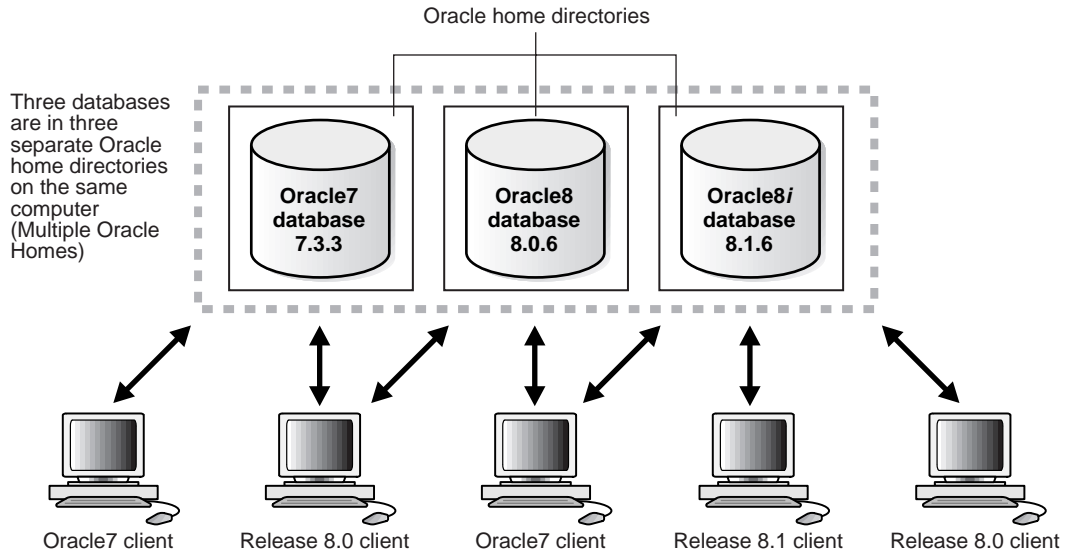 Oracle home directories
Three databases
are in three
separate Oracle
home directories
on the same
computer
(Multiple Oracle
Homes)
Oracle7
database
7.3.3
Oracle8
database
8.0.6
Oracle8i
database
8.1.6
Oracle7 client
Release 8.0 client
Oracle7 client
Release 8.1 client
Release 8.0 client